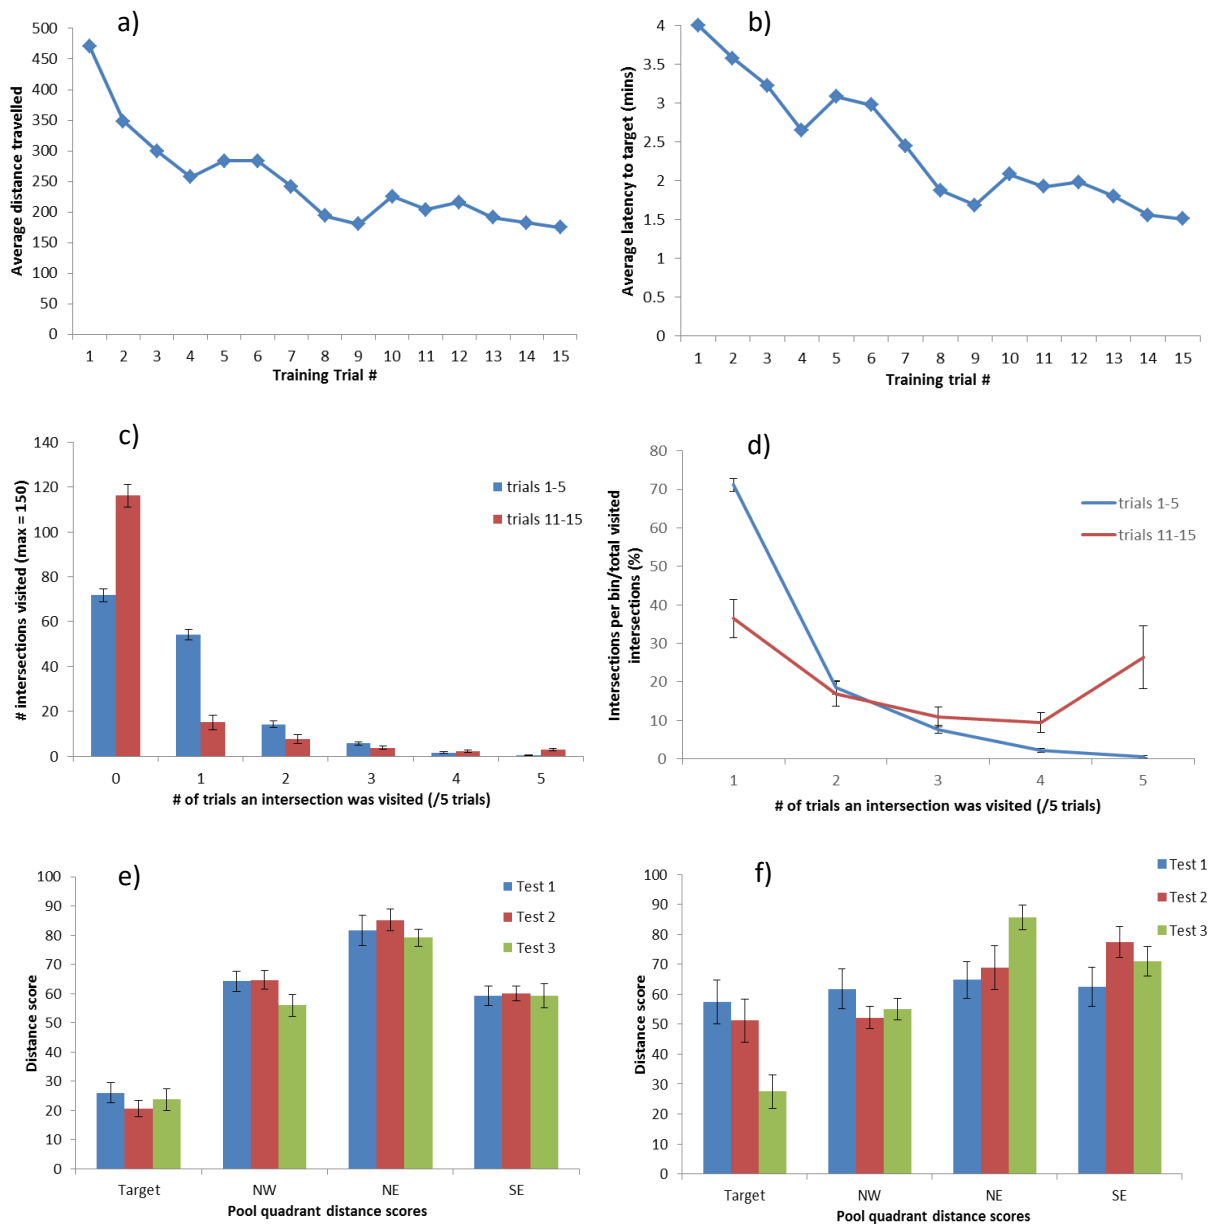 a)
500
450
400
350
300
250
200
150
100
50
0
Average distance travelled
1 2 3 4 5 6 7 8 9 10 11 12 13 14 15
Training Trial #
b)
4
3.5
3
2.5
2
1.5
1
0.5
0
Average latency to target (mins)
1 2 3 4 5 6 7 8 9 10 11 12 13 14 15
Training trial #
c)
140
120
100
80
60
40
20
0
# intersections visited (max = 150)
trials 1-5
trials 11-15
0 1 2 3 4 5
# of trials an intersection was visited (/5 trials)
d)
80
70
60
50
40
30
20
10
0
Intersections per bin/total visited
intersections (%)
trials 1-5
trials 11-15
1 2 3 4 5
# of trials an intersection was visited (/5 trials)
e)
100
90
80
70
60
50
40
30
20
10
0
Distance score
Test 1
Test 2
Test 3
Target NW NE SE
Pool quadrant distance scores
f)
100
90
80
70
60
50
40
30
20
10
0
Distance score
Test 1
Test 2
Test 3
Target NW NE SE
Pool quadrant distance scores